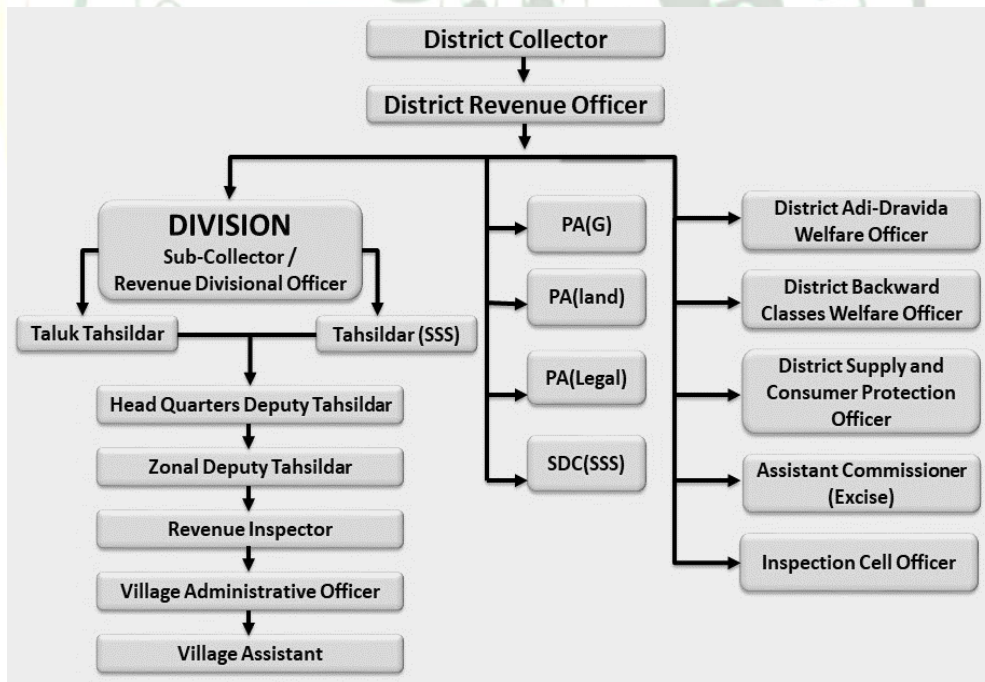 District Collector
District Revenue Officer
DIVISION
Sub-Collector /
Revenue Divisional Officer
Taluk Tahsildar
Tahsildar (SSS)
Head Quarters Deputy Tahsildar
Zonal Deputy Tahsildar
Revenue Inspector
Village Administrative Officer
Village Assistant
PA(G)
PA(land)
PA(Legal)
SDC(SSS)
District Adi-Dravida
Welfare Officer
District Backward
Classes Welfare Officer
District Supply and
Consumer Protection
Officer
Assistant Commissioner
(Excise)
Inspection Cell Officer